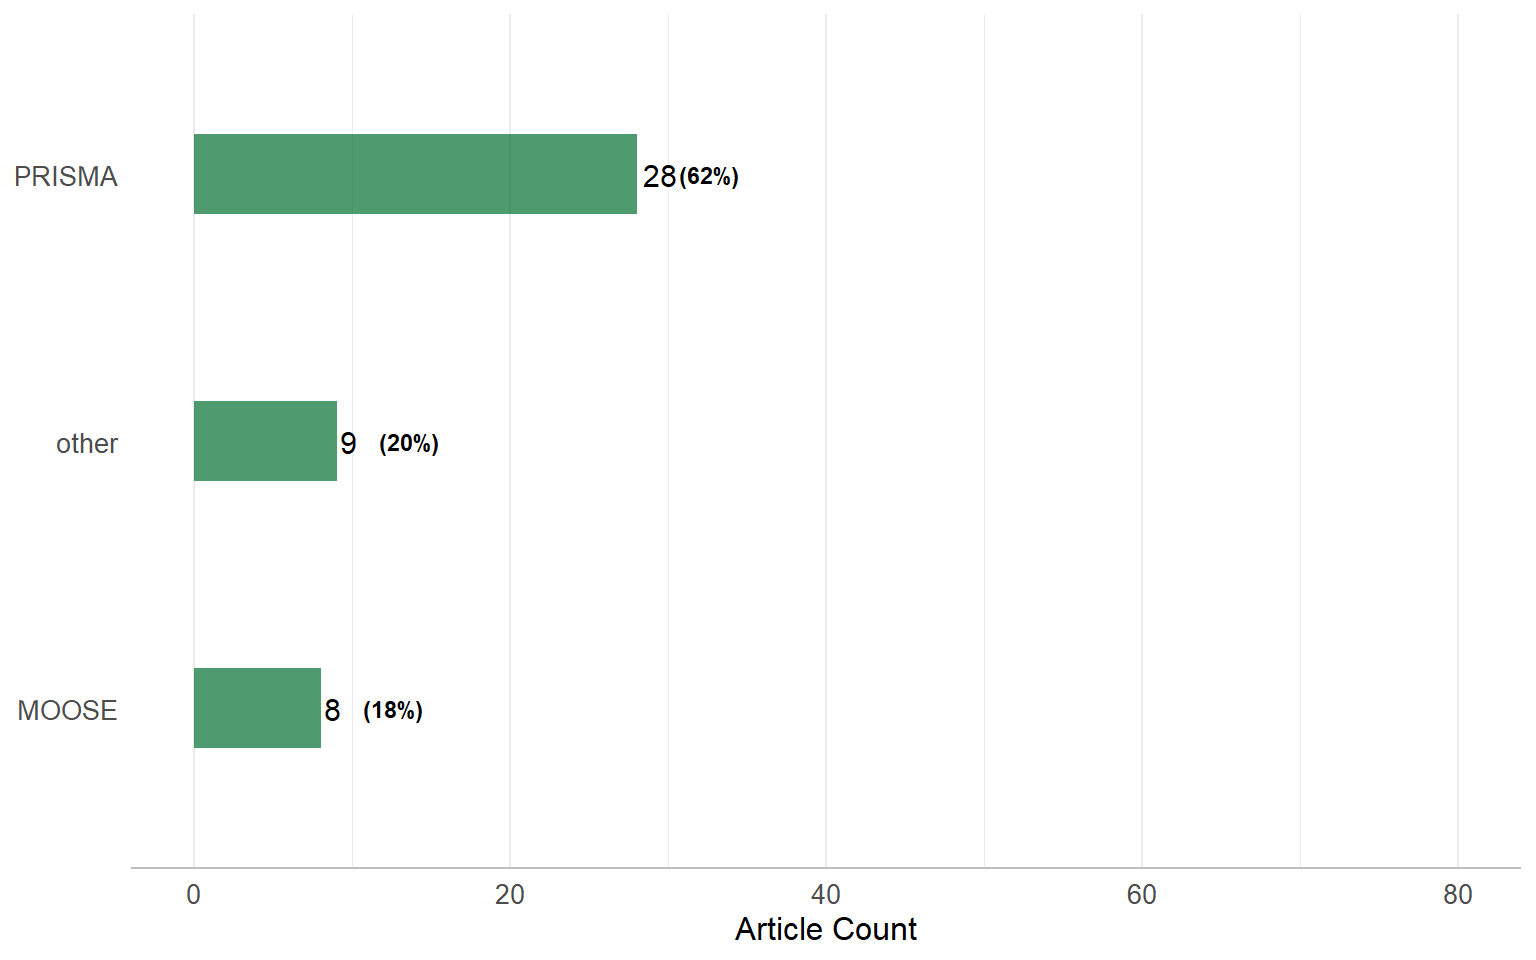 PRISMA 28 (62%)
other 9 (20%)
MOOSE 8 (18%)
0 20 40 60 80
Article Count